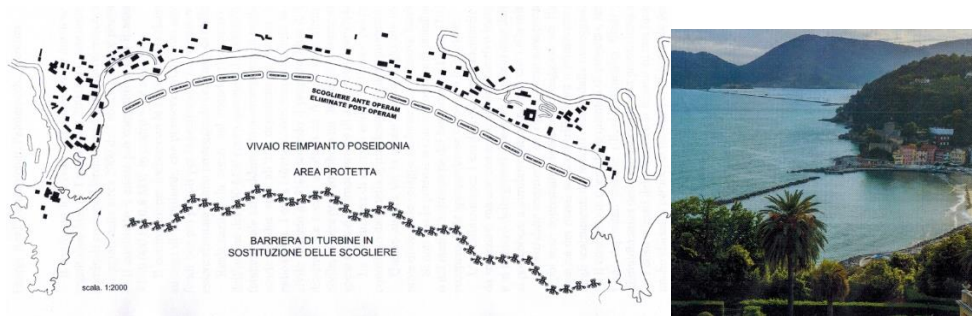 SCOGLIERE ANTE OPERAM
ELIMINATE POST OPERAM
VIVAIO REIMPIANTO POSEIDONIA
AREA PROTETTA
BARRIERA DI TURBINE IN
SOSTITUZIONE DELLE SCOGLIERE
scala. 1:2000